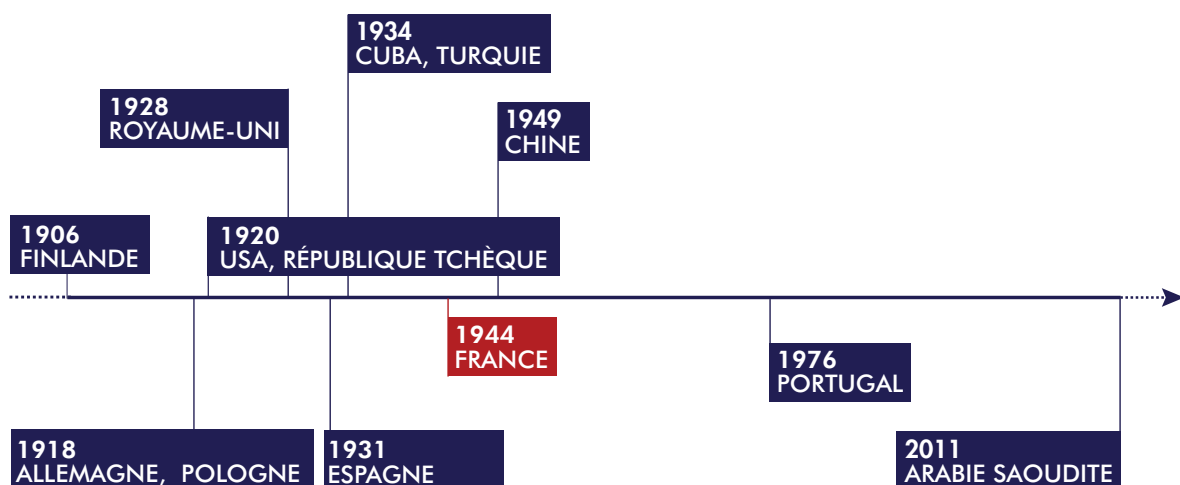 1934
CUBA, TURQUIE
1928
ROYAUME-UNI
1949
CHINE
1906
FINLANDE
1920
USA, RÉPUBLIQUE TCHÈQUE
1944
FRANCE
1976
PORTUGAL
1918
ALLEMAGNE, POLOGNE
1931
ESPAGNE
2011
ARABIE SAOUDITE